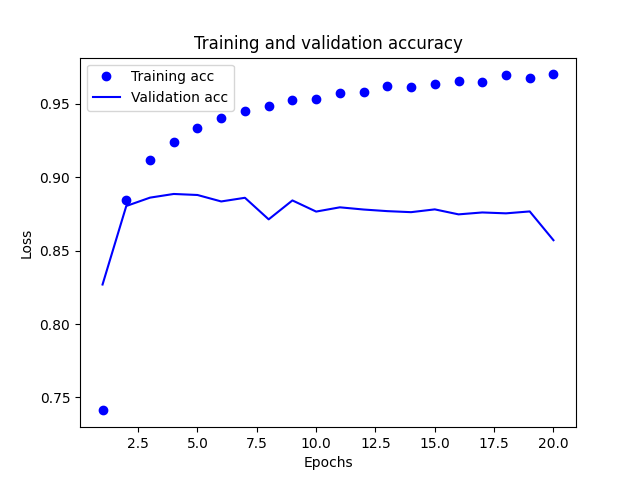 Training and validation accuracy
Training acc
Validation acc
0.95
0.90
0.85
0.80
0.75
Loss
2.5 5.0 7.5 10.0 12.5 15.0 17.5 20.0
Epochs